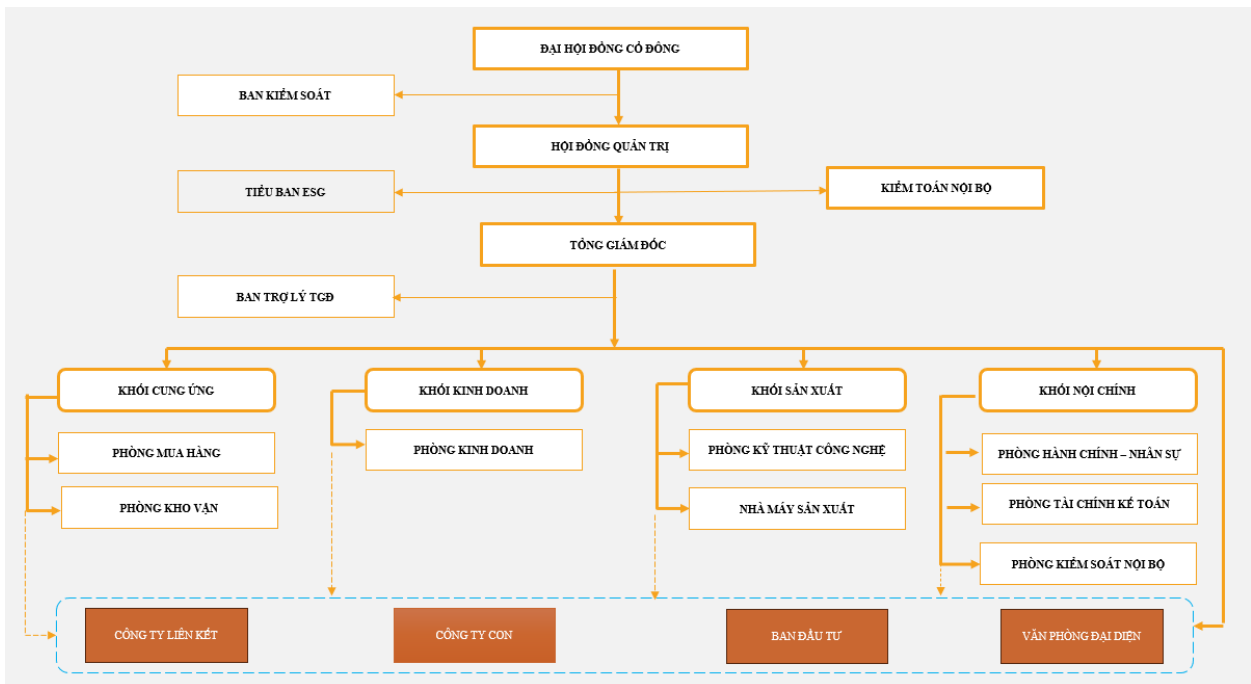 ĐẠI HỘI ĐỒNG CỔ ĐÔNG
BAN KIỂM SOÁT
HỘI ĐỒNG QUẢN TRỊ
TIỂU BAN ESG
KIỂM TOÁN NỘI BỘ
TỔNG GIÁM ĐỐC
BAN TRỢ LÝ TGĐ
KHỐI CUNG ỨNG
KHỐI KINH DOANH
KHỐI SẢN XUẤT
KHỐI NỘI CHÍNH
PHÒNG MUA HÀNG
PHÒNG KINH DOANH
PHÒNG KỸ THUẬT CÔNG NGHỆ
PHÒNG HÀNH CHÍNH – NHÂN SỰ
PHÒNG KHO VẬN
NHÀ MÁY SẢN XUẤT
PHÒNG TÀI CHÍNH KẾ TOÁN
PHÒNG KIỂM SOÁT NỘI BỘ
CÔNG TY LIÊN KẾT
CÔNG TY CON
BAN ĐẦU TƯ
VĂN PHÒNG ĐẠI DIỆN